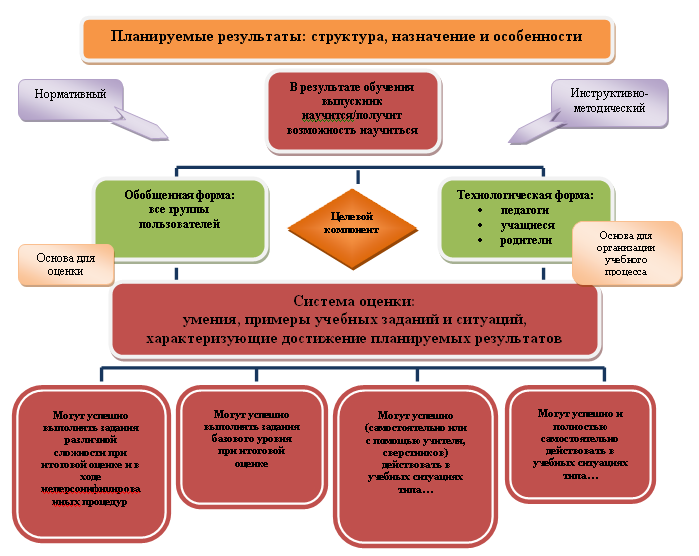 Планируемые результаты: структура, назначение и особенности
Нормативный
В результате обучения
выпускник
научится/получит
возможность научиться
Инструктивно-
методический
Обобщенная форма:
все группы
пользователей
Целевой
компонент
Технологическая форма:
• педагоги
• учащиеся
• родители
Основа для
оценки
Основа для
организации
учебного
процесса
Система оценки:
умения, примеры учебных заданий и ситуаций,
характеризующие достижение планируемых результатов
Могут успешно
выполнять задания
различной
сложности при
итоговой оценке и в
ходе
неперсонифицирова
нных процедур
Могут успешно
выполнять задания
базового уровня
при итоговой
оценке
Могут успешно
(самостоятельно или
с помощью учителя,
сверстников)
действовать в
учебных ситуациях
типа…
Могут успешно и
полностью
самостоятельно
действовать в
учебных ситуациях
типа…